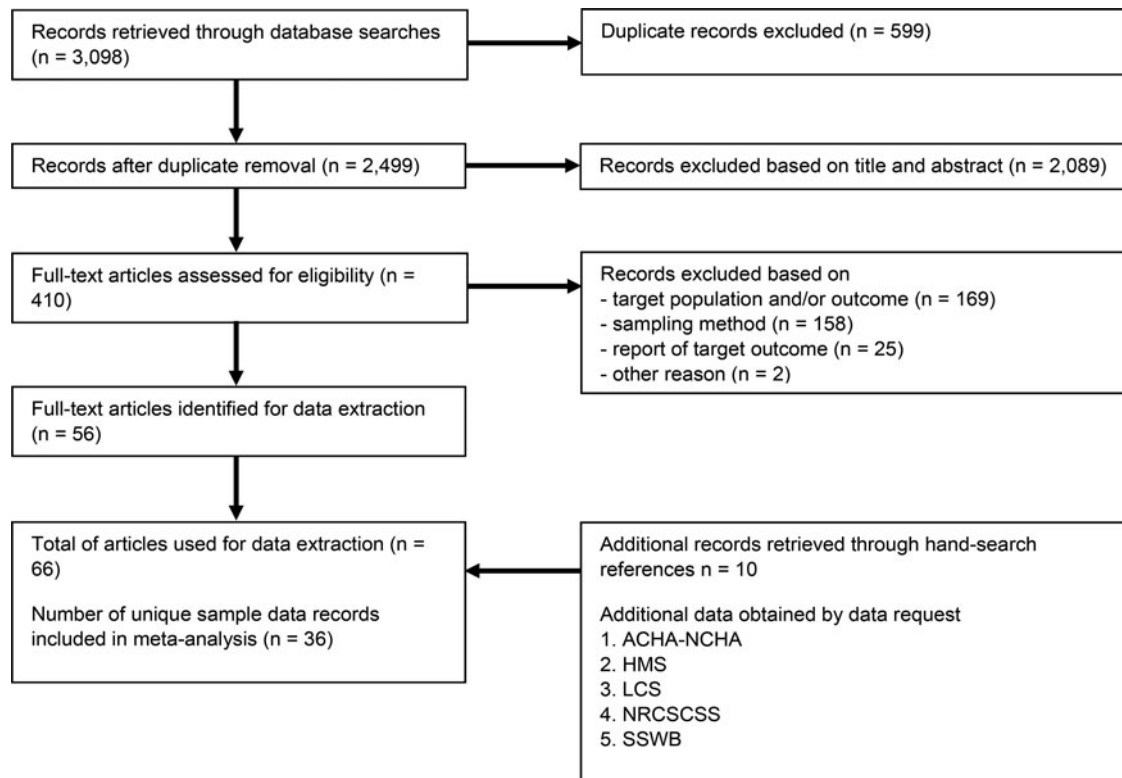 Records retrieved through database searches
(n = 3,098)
Duplicate records excluded (n = 599)
Records after duplicate removal (n = 2,499)
Records excluded based on title and abstract (n = 2,089)
Full-text articles assessed for eligibility (n =
410)
Records excluded based on
- target population and/or outcome (n = 169)
- sampling method (n = 158)
- report of target outcome (n = 25)
- other reason (n = 2)
Full-text articles identified for data extraction
(n = 56)
Total of articles used for data extraction (n =
66)
Number of unique sample data records
included in meta-analysis (n = 36)
Additional records retrieved through hand-search
references n = 10
Additional data obtained by data request
1. ACHA-NCHA
2. HMS
3. LCS
4. NRCSCSS
5. SSWB